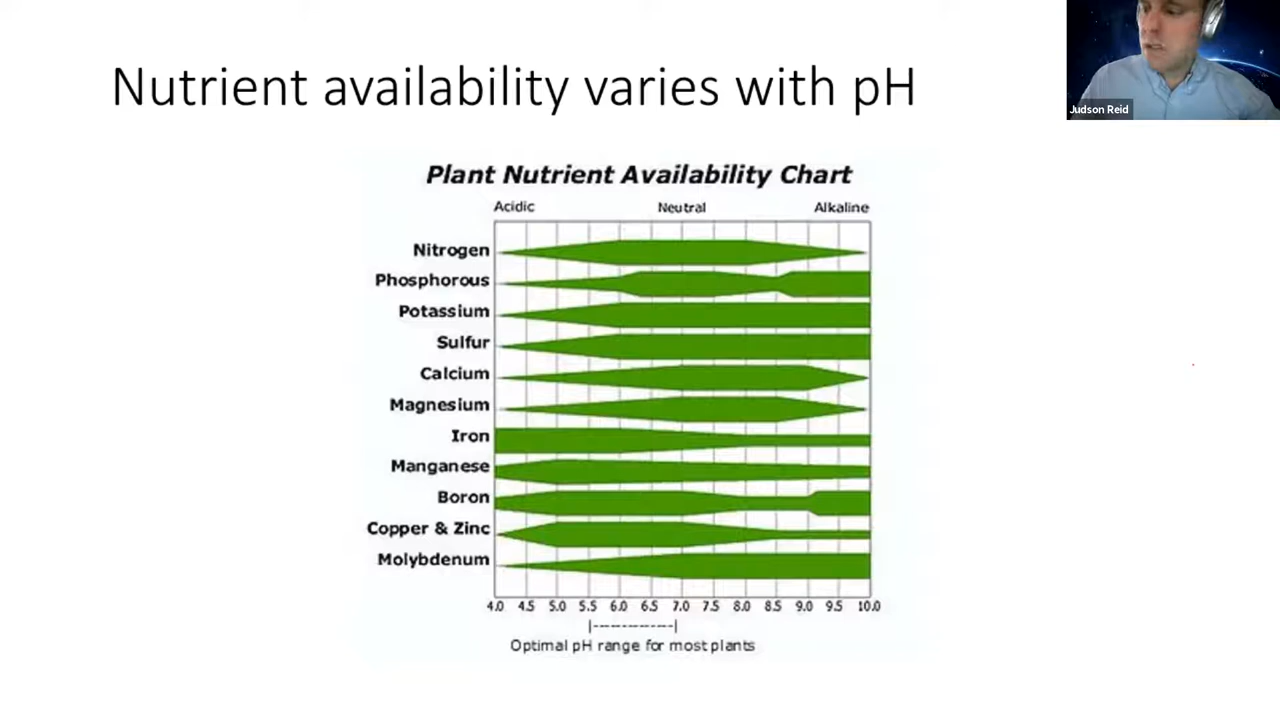 Nutrient availability varies with pH
Judson Reid
Plant Nutrient Availability Chart
Acidic Neutral Alkaline
Nitrogen
Phosphorous
Potassium
Sulfur
Calcium
Magnesium
Iron
Manganese
Boron
Copper & Zinc
Molybdenum
4.0 4.5 5.0 5.5 6.0 6.5 7.0 7.5 8.0 8.5 9.0 9.5 10.0
Optimal pH range for most plants